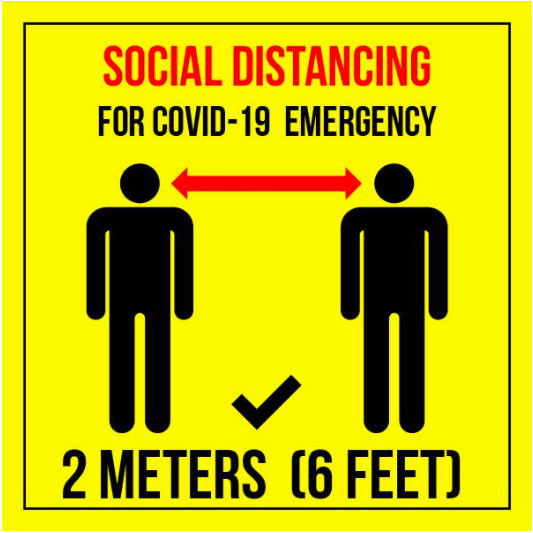 SOCIAL DISTANCING
FOR COVID-19 EMERGENCY
2 METERS (6 FEET)